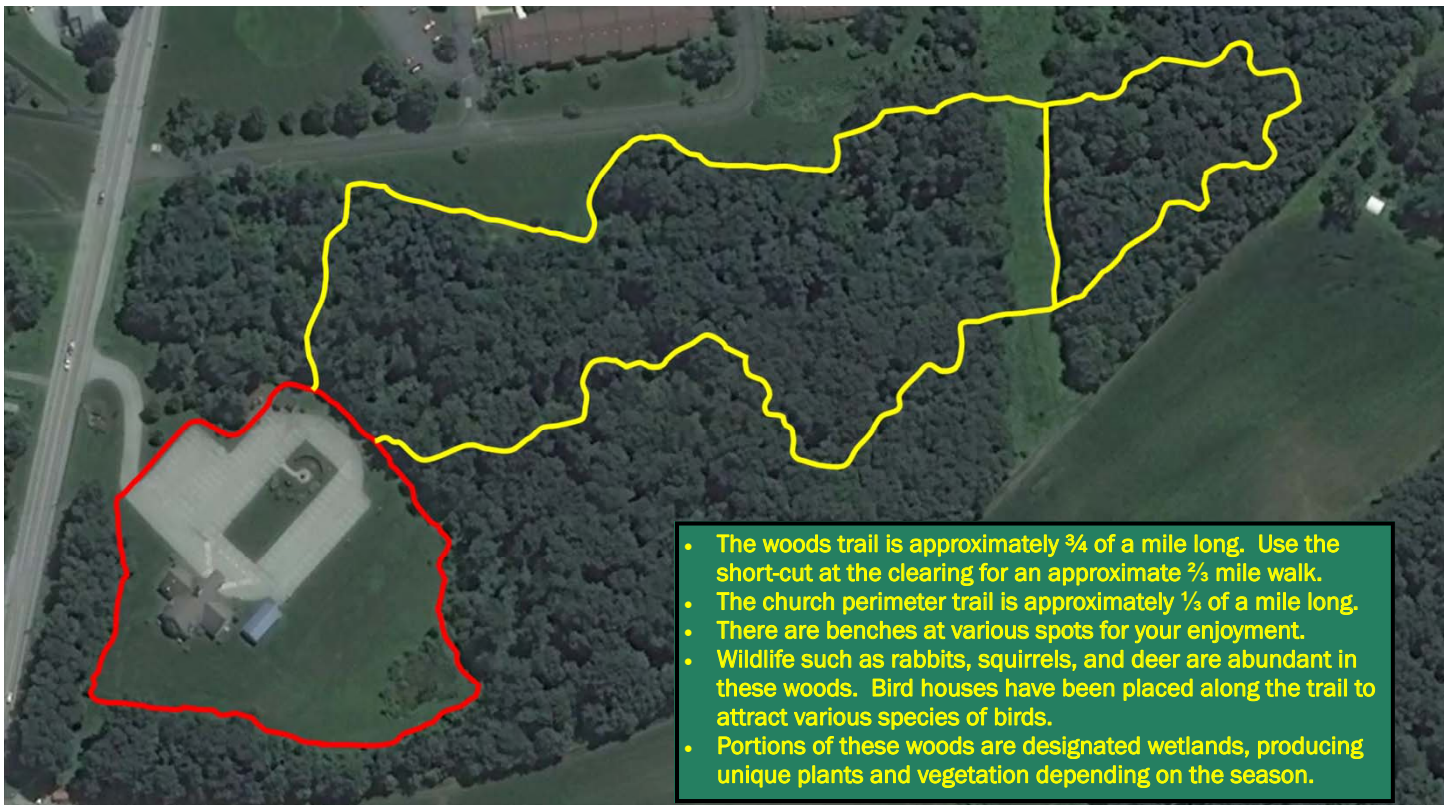 • The woods trail is approximately ¾ of a mile long.  Use the
short-cut at the clearing for an approximate ⅔ mile walk.
• The church perimeter trail is approximately ⅓ of a mile long.
• There are benches at various spots for your enjoyment.
• Wildlife such as rabbits, squirrels, and deer are abundant in
these woods.  Bird houses have been placed along the trail to
attract various species of birds.
• Portions of these woods are designated wetlands, producing
unique plants and vegetation depending on the season.